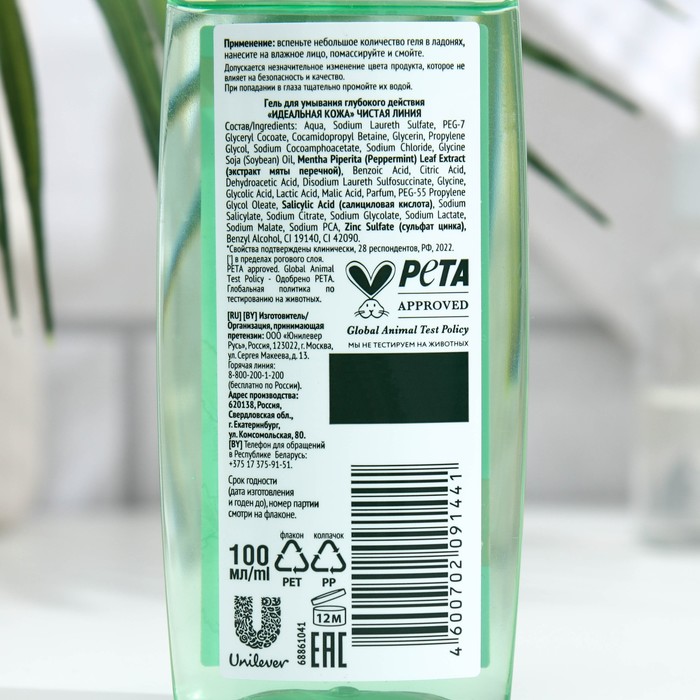 Применение: вспеньте небольшое количество геля в ладонях,
нанесите на влажное лицо, помассируйте и смойте.
Допускается незначительное изменение цвета продукта, которое не
влияет на безопасность и качество.
При попадании в глаза тщательно промойте их водой.
Гель для умывания глубокого действия
«ИДЕАЛЬНАЯ КОЖА» ЧИСТАЯ ЛИНИЯ
Состав/Ingredients: Aqua, Sodium Laureth Sulfate, PEG-7
Glyceryl Cocoate, Cocamidopropyl Betaine, Glycerin, Propylene
Glycol, Sodium Cocoamphoacetate, Sodium Chloride, Glycine
Soja (Soybean) Oil, Mentha Piperita (Peppermint) Leaf Extract
(экстракт мяты перечной), Benzoic Acid, Citric Acid,
Dehydroacetic Acid, Disodium Laureth Sulfosuccinate, Glycine,
Glycolic Acid, Lactic Acid, Malic Acid, Parfum, PEG-55 Propylene
Glycol Oleate, Salicylic Acid (салициловая кислота), Sodium
Salicylate, Sodium Citrate, Sodium Glycolate, Sodium Lactate,
Sodium Malate, Sodium PCA, Zinc Sulfate (сульфат цинка),
Benzyl Alcohol, CI 19140, CI 42090.
*Свойства подтверждены клинически, 28 респондентов, РФ, 2022.
[ ] в пределах рогового слоя.
PETA approved. Global Animal
Test Policy - Одобрено PETA.
Глобальная политика по
тестированию на животных.
PETA
APPROVED
Global Animal Test Policy
МЫ НЕ ТЕСТИРУЕМ НА ЖИВОТНЫХ
[RU] [BY] Изготовитель/
Организация, принимающая
претензии: ООО «Юнилевер
Русь», Россия, 123022, г. Москва,
ул. Сергея Макеева, д. 13.
Горячая линия:
8-800-200-1-200
(бесплатно по России).
Адрес производства:
620138, Россия,
Свердловская обл.,
г. Екатеринбург,
ул. Комсомольская, 80.
[BY] Телефон для обращений
в Республике Беларусь:
+375 17 375-91-51.
Срок годности
(дата изготовления
и годен до), номер партии
смотри на флаконе.
флакон колпачок
100
мл/ml
PET PP
12M
Unilever
68861041
EAC
4 600702 091441